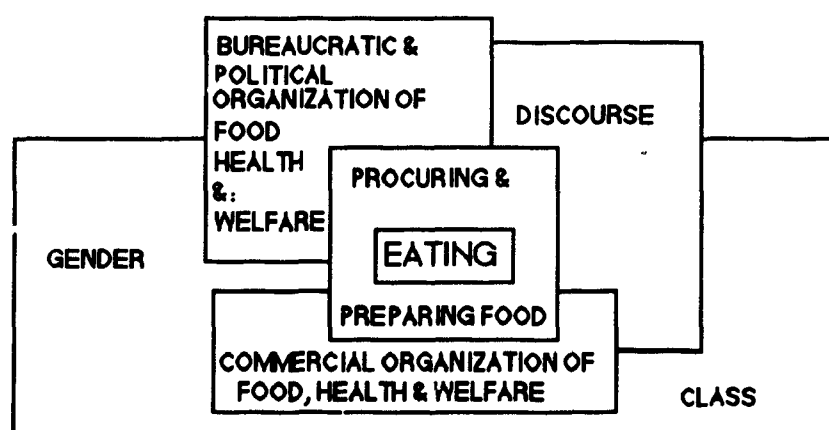 BUREAUCRATIC &
POLITICAL
ORGANIZATION OF
FOOD
HEALTH
&:
WELFARE
DISCOURSE
PROCURING &
EATING
PREPARING FOOD
GENDER
COMMERCIAL ORGANIZATION OF
FOOD, HEALTH & WELFARE
CLASS